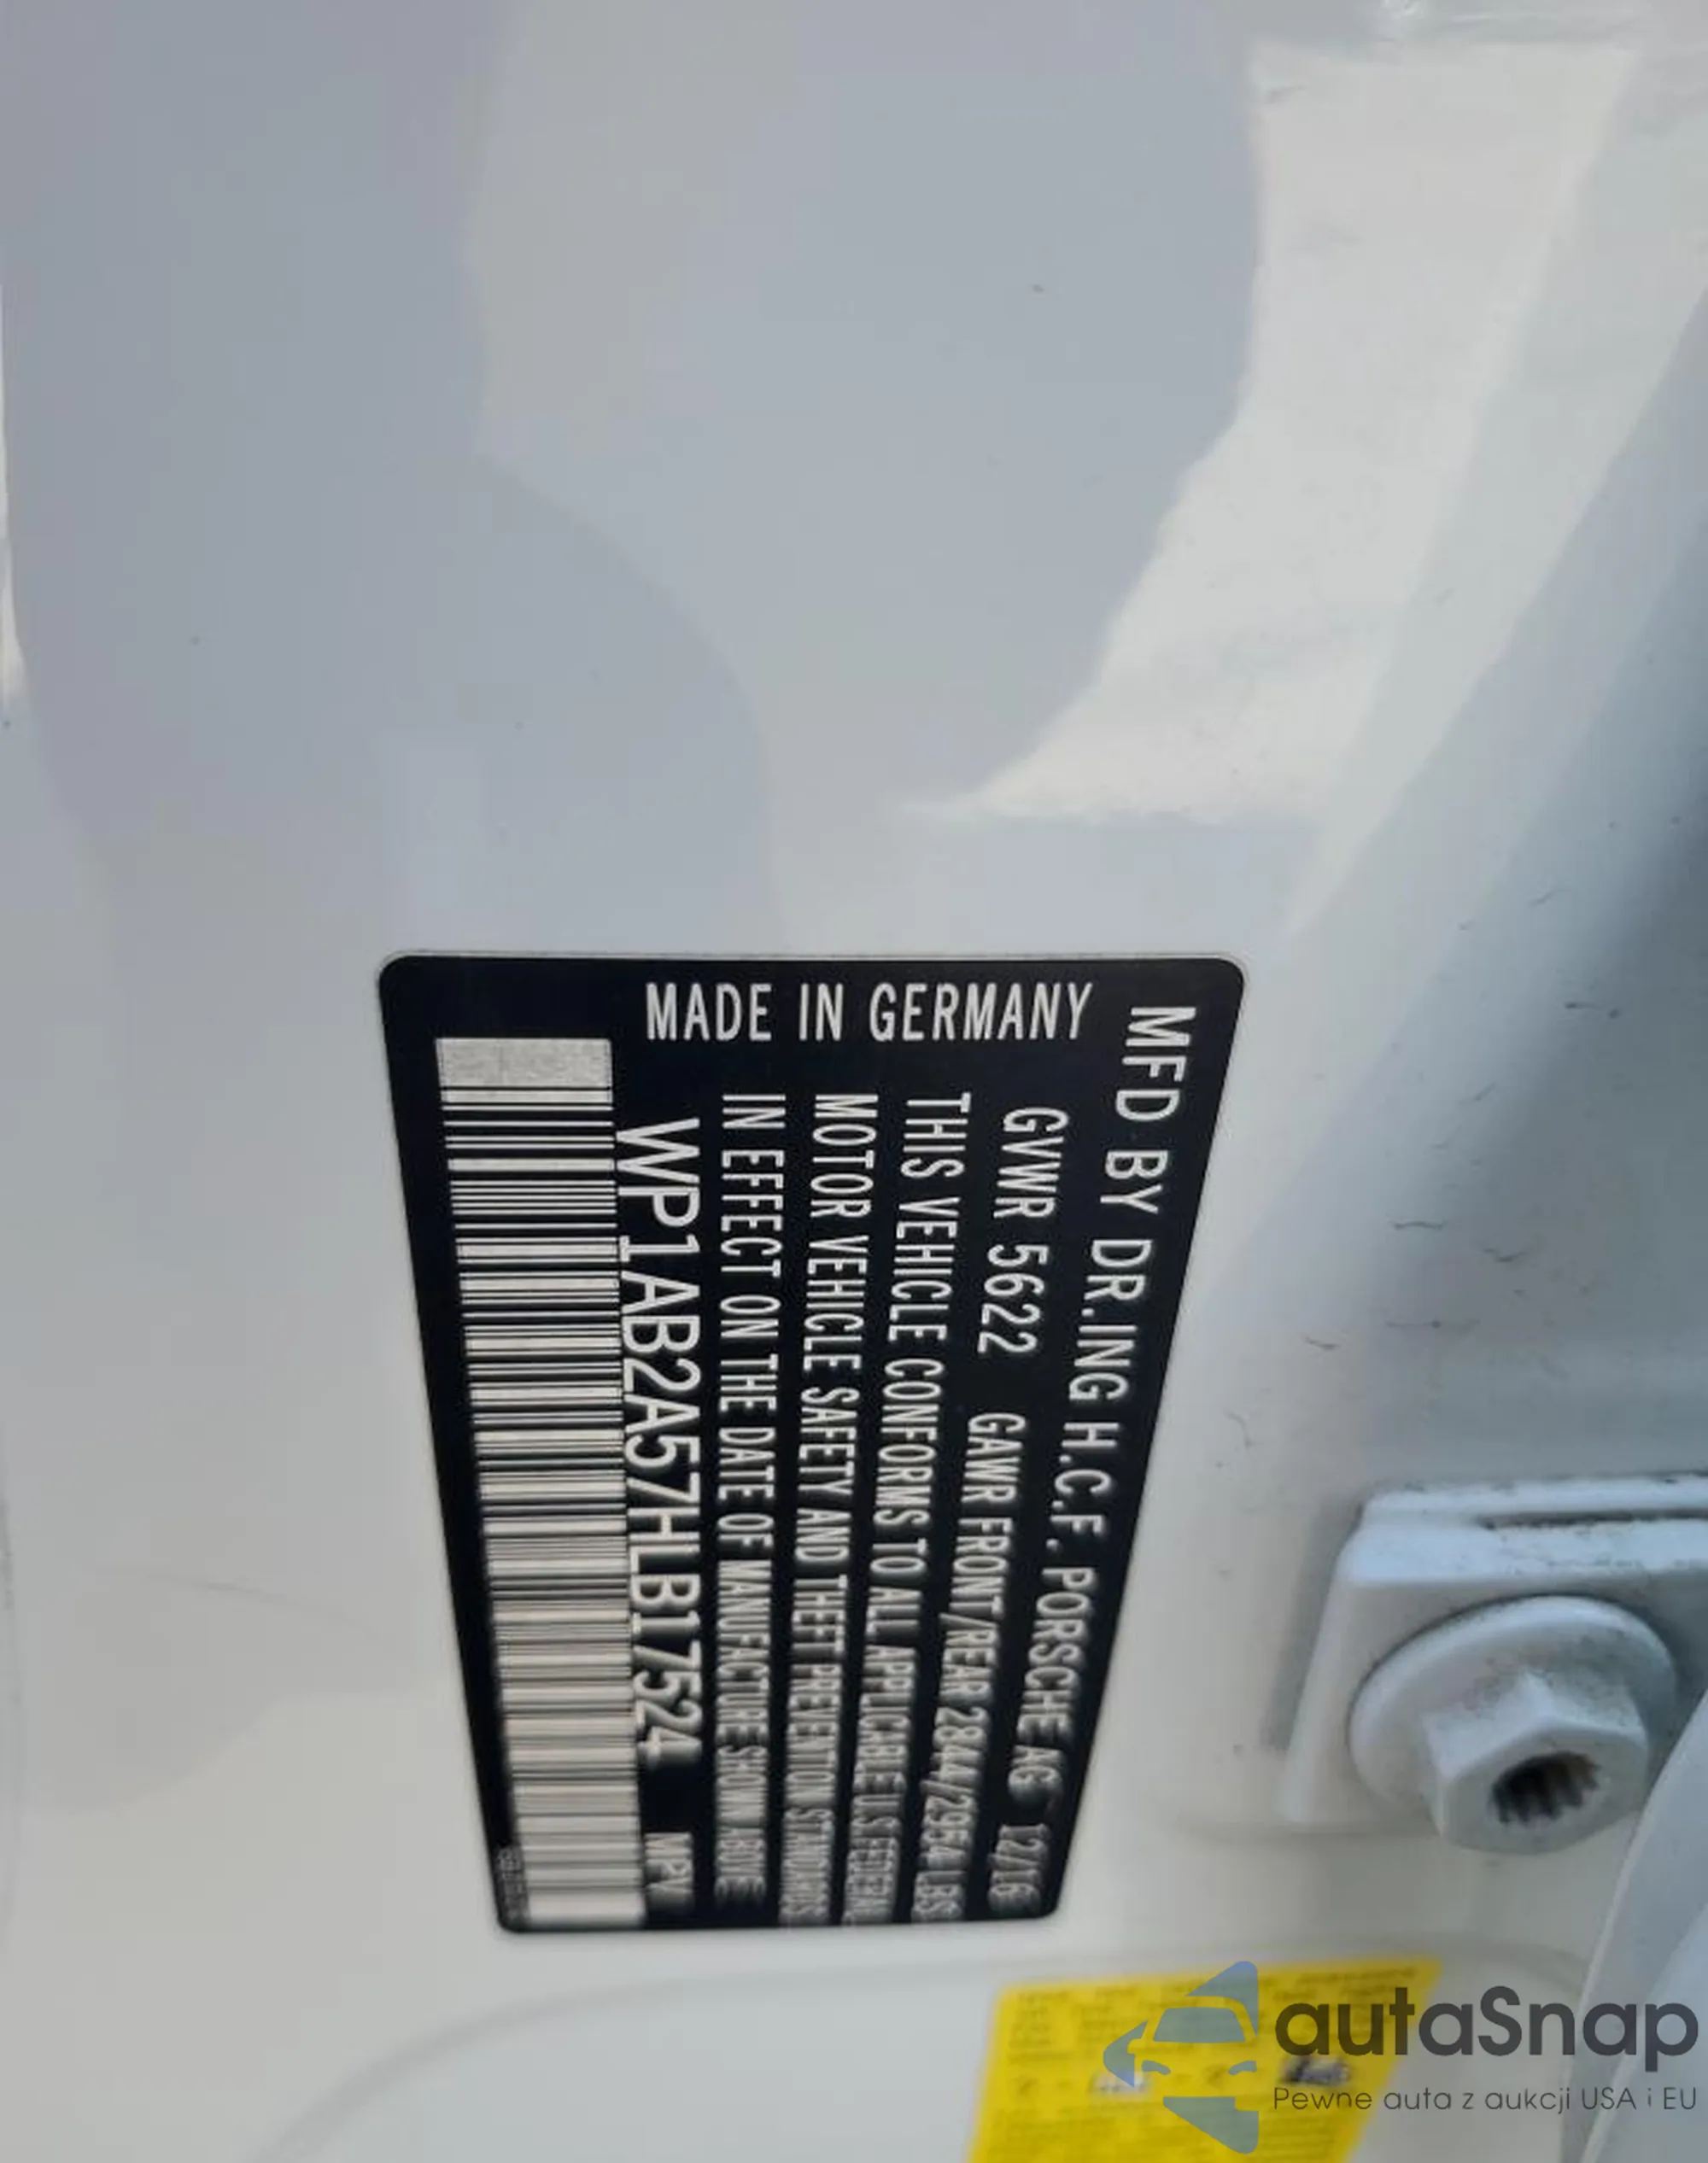 MADE IN GERMANY
MFD BY DR.ING H.C.F. PORSCHE AG 12/16
GVWR 5622 GAWR FRONT/REAR 2844/2954 LBS
THIS VEHICLE CONFORMS TO ALL APPLICABLE U.S. FEDERAL
MOTOR VEHICLE SAFETY AND THEFT PREVENTION STANDARDS
IN EFFECT ON THE DATE OF MANUFACTURE SHOWN ABOVE
WP1AB2A57HLB17524 MPV
autaSnap
Pewne auta z aukcji USA i EU